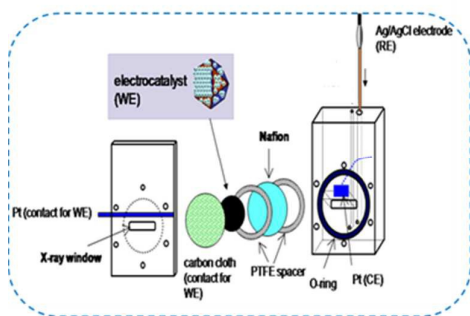 Ag/AgCl electrode
(RE)
electrocatalyst
(WE)
Nafion
Pt (contact for WE)
X-ray window
carbon cloth (contact for
WE)
PTFE spacer
O-ring
Pt (CE)